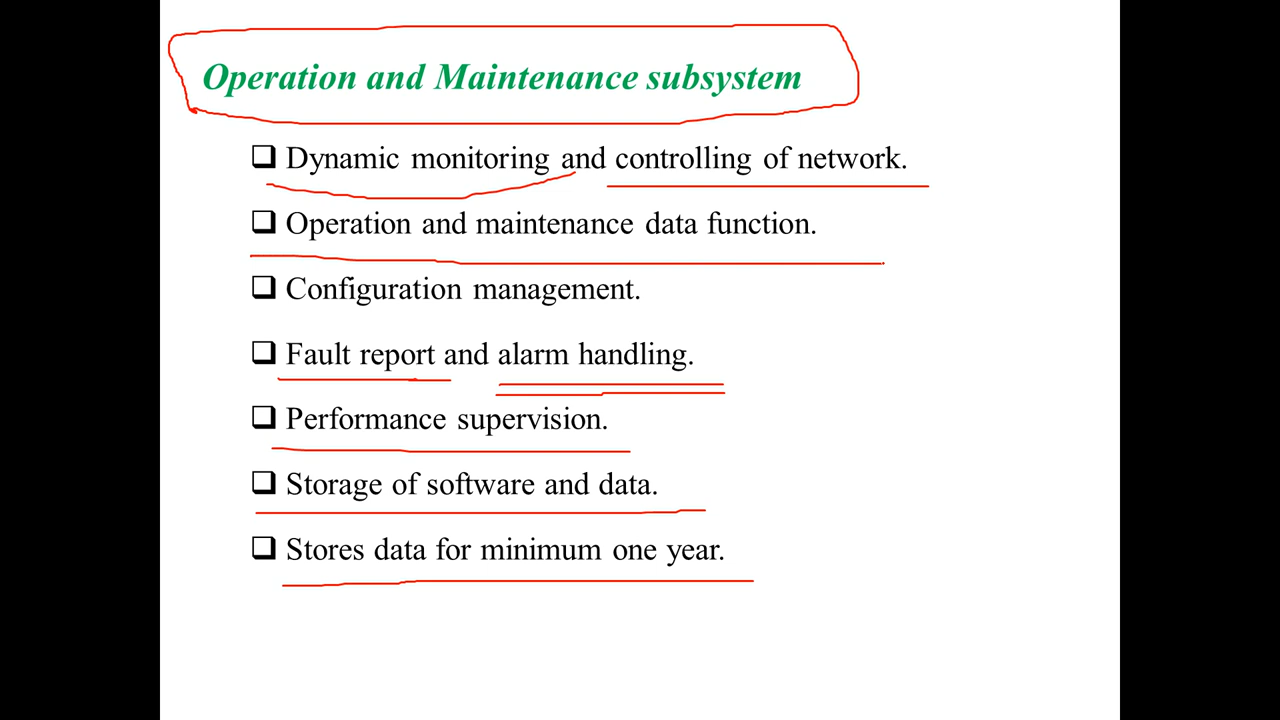 Operation and Maintenance subsystem
❑ Dynamic monitoring and controlling of network.
❑ Operation and maintenance data function.
❑ Configuration management.
❑ Fault report and alarm handling.
❑ Performance supervision.
❑ Storage of software and data.
❑ Stores data for minimum one year.